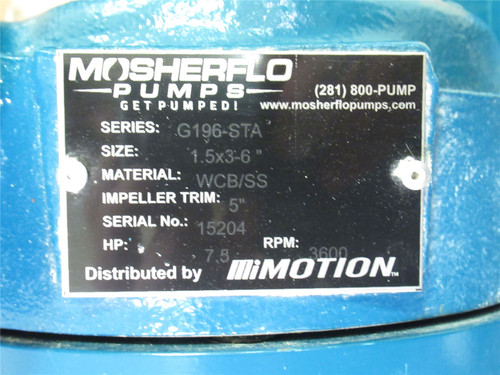 MOSHERFLO
PUMPS
GET PUMPED!
(281) 800-PUMP
www.mosherflopumps.com
SERIES: G196-STA
SIZE: 1.5x3-6 "
MATERIAL: WCB/SS
IMPELLER TRIM: 5"
SERIAL No.: 15204
HP: 7.5 RPM: 3600
Distributed by MiMOTION™